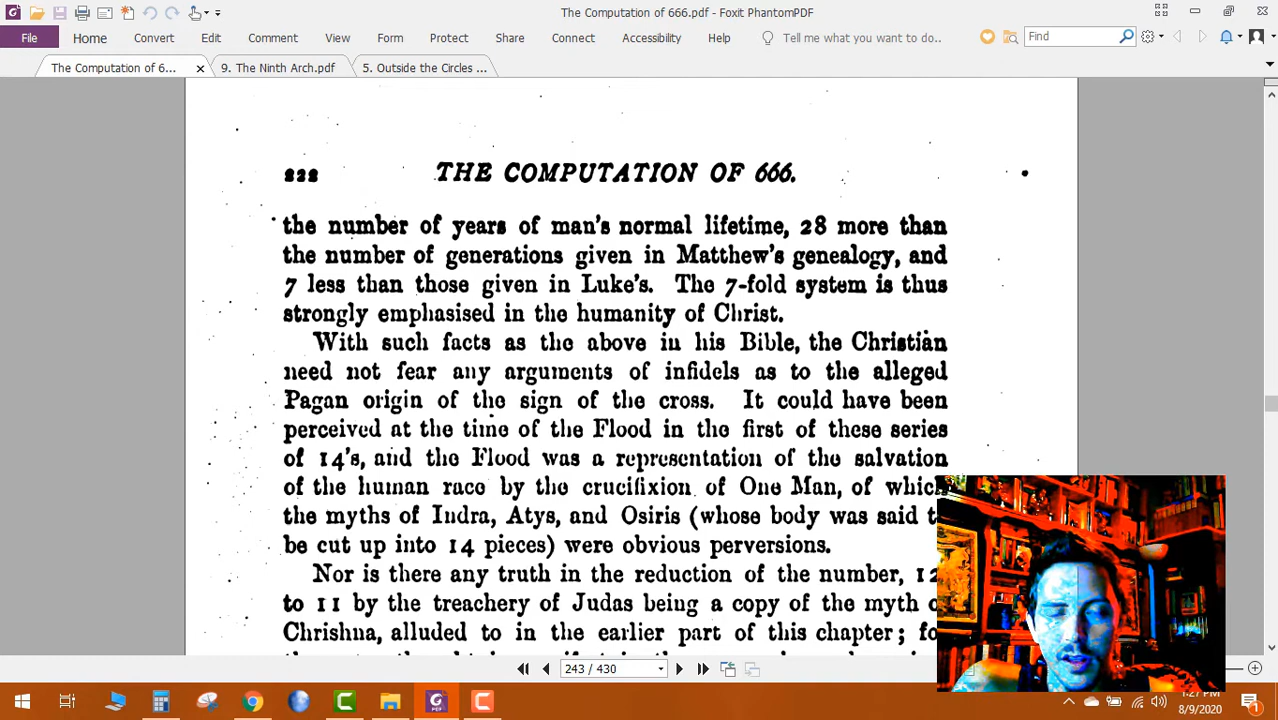 The Computation of 666.pdf - Foxit PhantomPDF
File Home Convert Edit Comment View Form Protect Share Connect Accessibility Help Tell me what you want to do.. Find
The Computation of 6... × 9. The Ninth Arch.pdf 5. Outside the Circles ...
222 THE COMPUTATION OF 666.
the number of years of man's normal lifetime, 28 more than
the number of generations given in Matthew's genealogy, and
7 less than those given in Luke's. The 7-fold system is thus
strongly emphasised in the humanity of Christ.
With such facts as the above in his Bible, the Christian
need not fear any arguments of infidels as to the alleged
Pagan origin of the sign of the cross. It could have been
perceived at the time of the Flood in the first of these series
of 14's, and the Flood was a representation of the salvation
of the human race by the crucifixion of One Man, of which
the myths of Indra, Atys, and Osiris (whose body was said
be cut up into 14 pieces) were obvious perversions.
Nor is there any truth in the reduction of the number, 12
to 11 by the treachery of Judas being a copy of the myth
Chrishna, alluded to in the earlier part of this chapter;
243 / 430
1:27 PM
8/9/2020